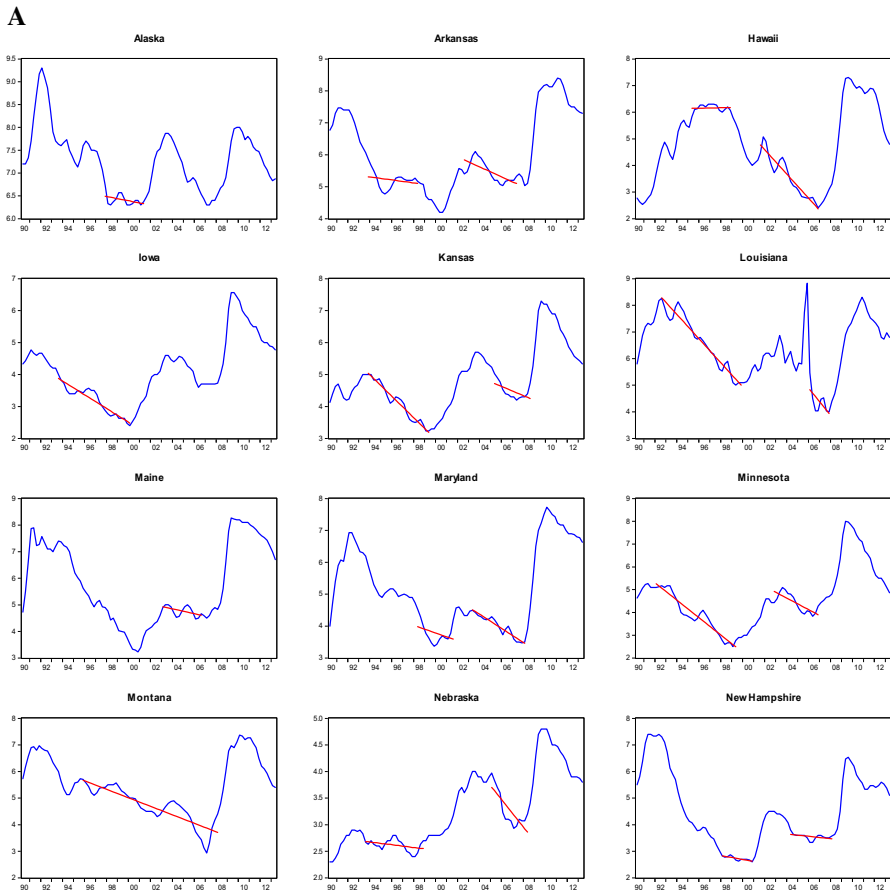 A
Alaska Arkansas Hawaii
9.5 8 8
9.0
8.5 7 7
8.0 6
7.5 6 5
7.0 5 4
6.5 3
6.0 4 2
90 92 94 96 98 00 02 04 06 08 10 12 90 92 94 96 98 00 02 04 06 08 10 12 90 92 94 96 98 00 02 04 06 08 10 12
Iowa Kansas Louisiana
7 8 9
6 7 8
5 6 7
4 5 6
3 4 5
2 3 4
3
90 92 94 96 98 00 02 04 06 08 10 12 90 92 94 96 98 00 02 04 06 08 10 12 90 92 94 96 98 00 02 04 06 08 10 12
Maine Maryland Minnesota
9 8 9
8 7 8
7 6 7
6 5 6
5 4 5
4 3 4
3 3
2
90 92 94 96 98 00 02 04 06 08 10 12 90 92 94 96 98 00 02 04 06 08 10 12 90 92 94 96 98 00 02 04 06 08 10 12
Montana Nebraska New Hampshire
8 5.0 8
7 4.5 7
6 4.0 6
5 3.5 5
4 3.0 4
3 2.5 3
2 2.0 2
90 92 94 96 98 00 02 04 06 08 10 12 90 92 94 96 98 00 02 04 06 08 10 12 90 92 94 96 98 00 02 04 06 08 10 12